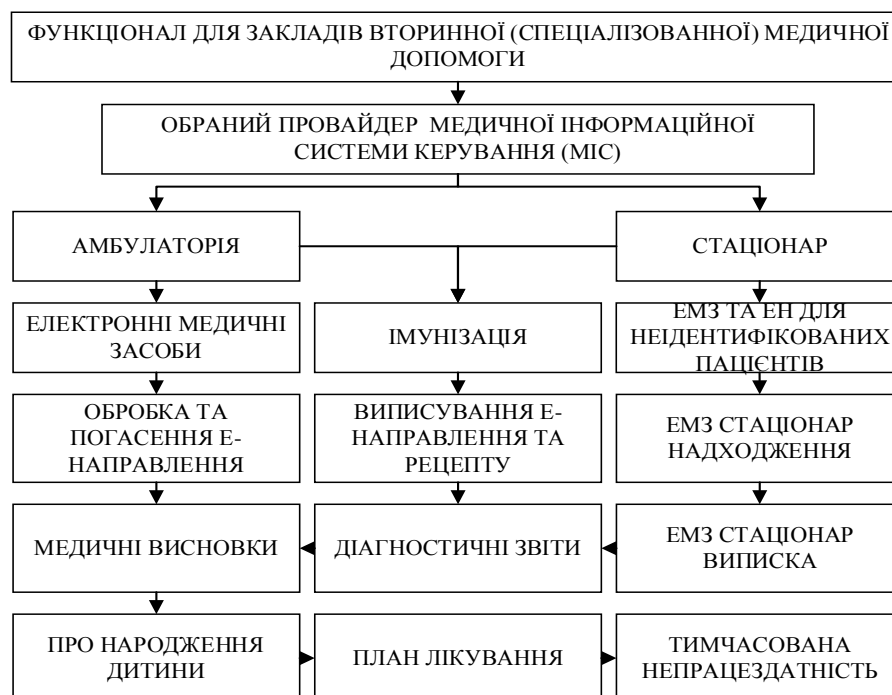 ФУНКЦІОНАЛ ДЛЯ ЗАКЛАДІВ ВТОРИННОЇ (СПЕЦІАЛІЗОВАННОЇ) МЕДИЧНОЇ
ДОПОМОГИ
ОБРАНИЙ ПРОВАЙДЕР МЕДИЧНОЇ ІНФОРМАЦІЙНОЇ
СИСТЕМИ КЕРУВАННЯ (МІС)
АМБУЛАТОРІЯ
СТАЦІОНАР
ЕЛЕКТРОННІ МЕДИЧНІ
ЗАСОБИ
ІМУНІЗАЦІЯ
ЕМЗ ТА ЕН ДЛЯ
НЕІДЕНТИФІКОВАНИХ
ПАЦІЄНТІВ
ОБРОБКА ТА
ПОГАСЕННЯ Е-
НАПРАВЛЕННЯ
ВИПИСУВАННЯ Е-
НАПРАВЛЕННЯ ТА
РЕЦЕПТУ
ЕМЗ СТАЦІОНАР
НАДХОДЖЕННЯ
МЕДИЧНІ ВИСНОВКИ
ДІАГНОСТИЧНІ ЗВІТИ
ЕМЗ СТАЦІОНАР
ВИПИСКА
ПРО НАРОДЖЕННЯ
ДИТИНИ
ПЛАН ЛІКУВАННЯ
ТИМЧАСОВАНА
НЕПРАЦЕЗДАТНІСТЬ